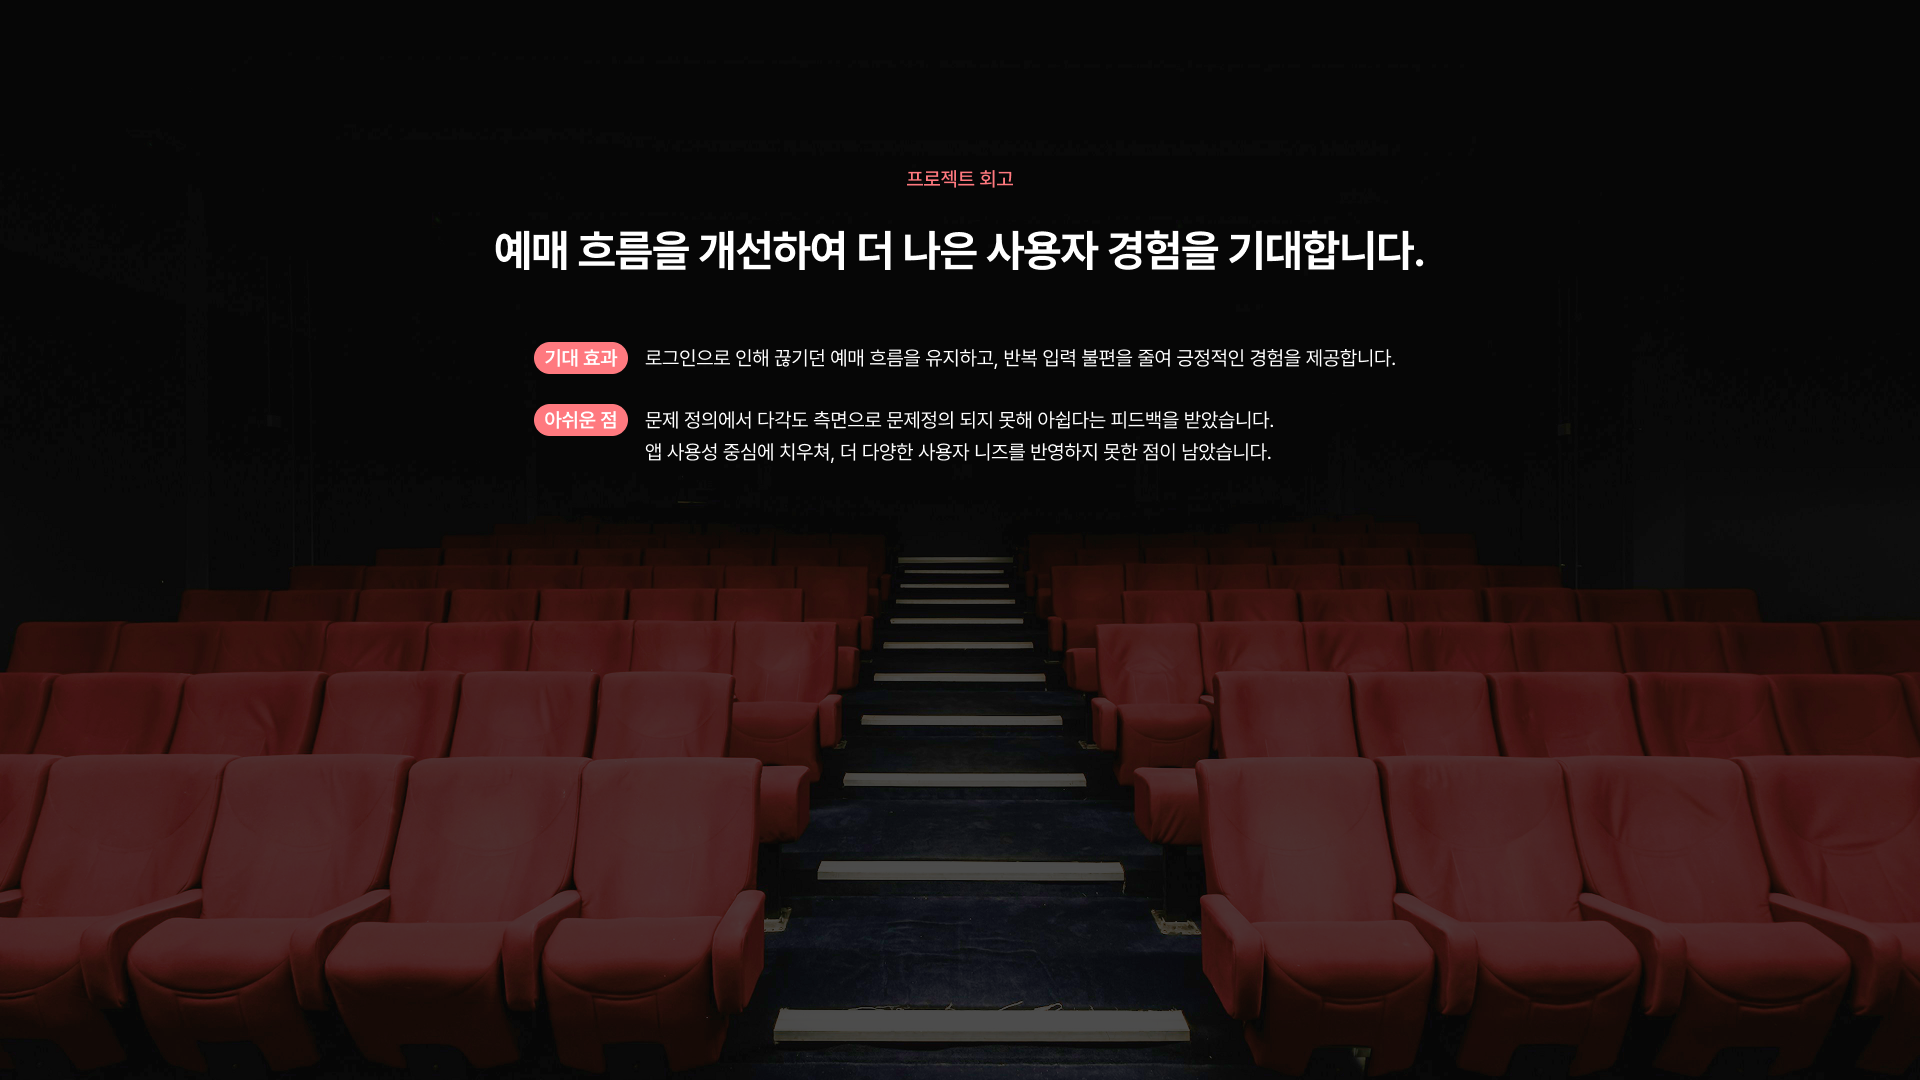 프로젝트 회고
예매 흐름을 개선하여 더 나은 사용자 경험을 기대합니다.
기대 효과 로그인으로 인해 끊기던 예매 흐름을 유지하고, 반복 입력 불편을 줄여 긍정적인 경험을 제공합니다.
아쉬운 점 문제 정의에서 다각도 측면으로 문제정의 되지 못해 아쉽다는 피드백을 받았습니다.
앱 사용성 중심에 치우쳐, 더 다양한 사용자 니즈를 반영하지 못한 점이 남았습니다.